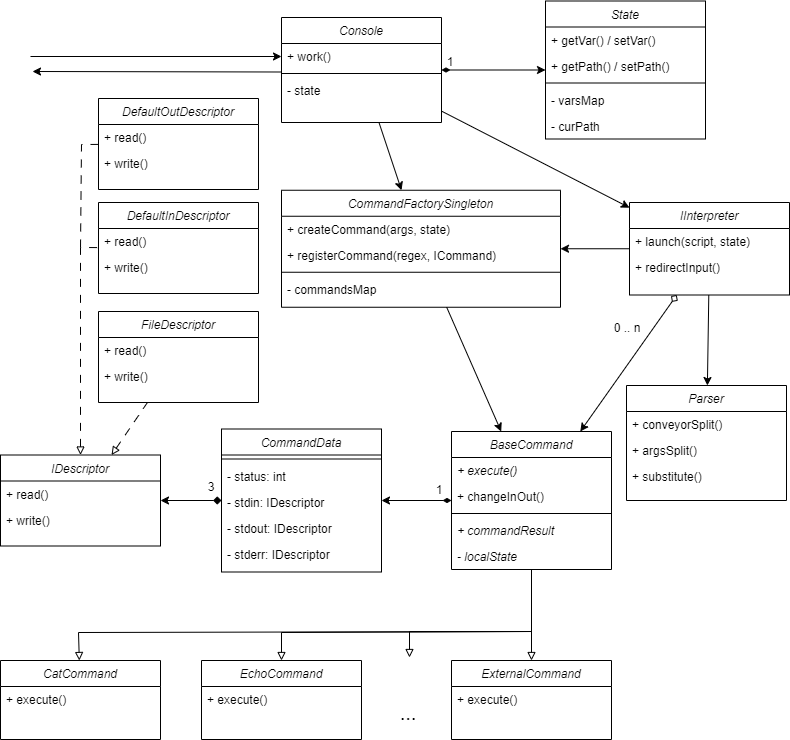 Console
+ work()
- state
1
State
+ getVar() / setVar()
+ getPath() / setPath()
- varsMap
- curPath
DefaultOutDescriptor
+ read()
+ write()
DefaultInDescriptor
+ read()
+ write()
FileDescriptor
+ read()
+ write()
CommandFactorySingleton
+ createCommand(args, state)
+ registerCommand(regex, ICommand)
- commandsMap
IInterpreter
+ launch(script, state)
+ redirectInput()
0 .. n
Parser
+ conveyorSplit()
+ argsSplit()
+ substitute()
IDescriptor
+ read()
+ write()
3
CommandData
- status: int
- stdin: IDescriptor
- stdout: IDescriptor
- stderr: IDescriptor
1
BaseCommand
+ execute()
+ changeInOut()
+ commandResult
- localState
CatCommand
+ execute()
EchoCommand
+ execute()
...
ExternalCommand
+ execute()